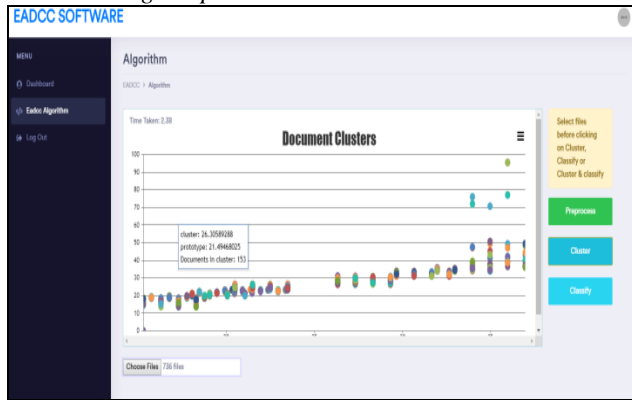 EADCC SOFTWARE
MENU
Dashboard
Eadcc Algorithm
Log Out
Algorithm
EADCC > Algorithm
Time Taken: 2.38
Document Clusters
100
90
80
70
60
50
40
30
20
10
0
cluster: 26.30589288
prototype: 21.49468025
Documents in cluster: 153
Choose Files 736 files
Select files
before clicking
on Cluster,
Classify or
Cluster & classify
Preprocess
Cluster
Classify